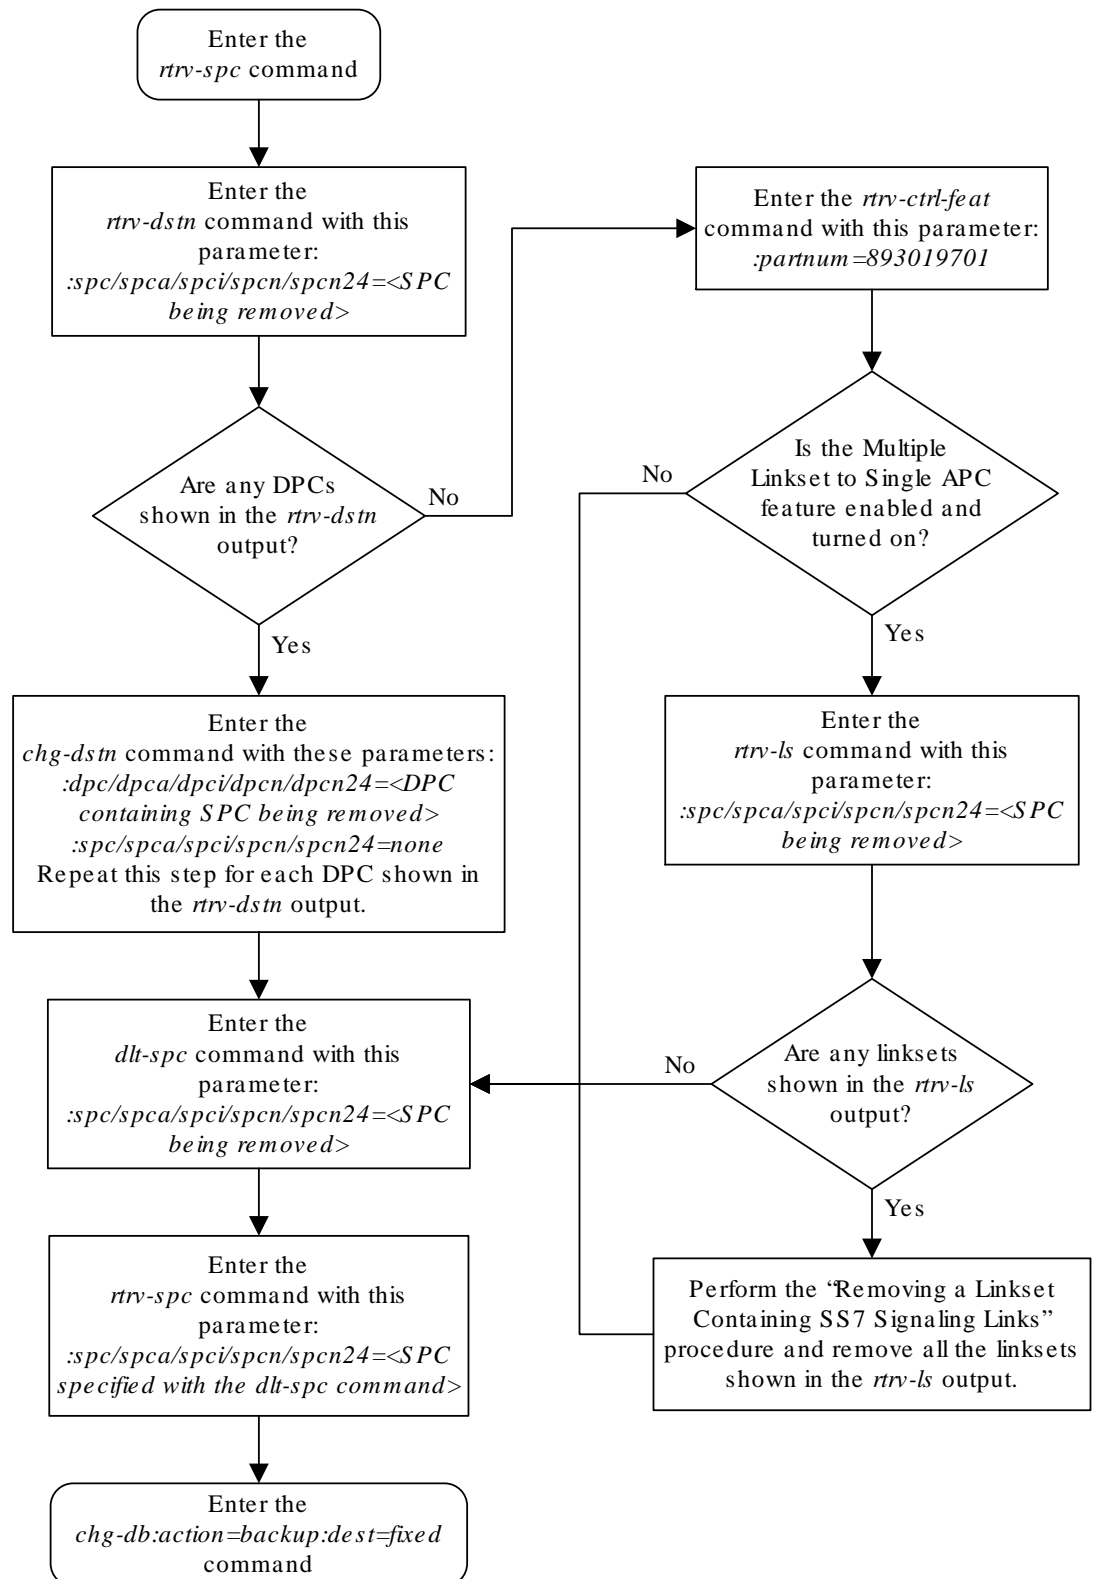 Enter the
rtrv-spc command
Enter the
rtrv-dstn command with this
parameter:
:spc/spca/spci/spcn/spcn24=<SPC
being removed>
Are any DPCs
shown in the rtrv-dstn
output?
No
Yes
Enter the
chg-dstn command with these parameters:
:dpc/dpca/dpci/dpcn/dpcn24=<DPC
containing SPC being removed>
:spc/spca/spci/spcn/spcn24=none
Repeat this step for each DPC shown in
the rtrv-dstn output.
Enter the
dlt-spc command with this
parameter:
:spc/spca/spci/spcn/spcn24=<SPC
being removed>
Enter the
rtrv-spc command with this
parameter:
:spc/spca/spci/spcn/spcn24=<SPC
specified with the dlt-spc command>
Enter the
chg-db:action=backup:dest=fixed
command
Enter the rtrv-ctrl-feat
command with this parameter:
:partnum=893019701
Is the Multiple
Linkset to Single APC
feature enabled and
turned on?
No
Yes
Enter the
rtrv-ls command with this
parameter:
:spc/spca/spci/spcn/spcn24=<SPC
being removed>
Are any linksets
shown in the rtrv-ls
output?
No
Yes
Perform the “Removing a Linkset
Containing SS7 Signaling Links”
procedure and remove all the linksets
shown in the rtrv-ls output.